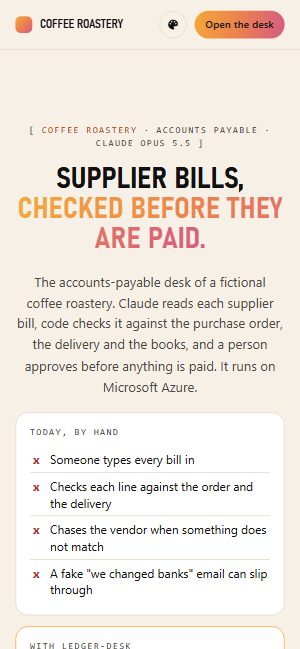 COFFEE ROASTERY
Open the desk
[ COFFEE ROASTERY · ACCOUNTS PAYABLE ·
CLAUDE OPUS 5.5 ]
SUPPLIER BILLS,
CHECKED BEFORE THEY
ARE PAID.
The accounts-payable desk of a fictional
coffee roastery. Claude reads each supplier
bill, code checks it against the purchase order,
the delivery and the books, and a person
approves before anything is paid. It runs on
Microsoft Azure.
TODAY, BY HAND
x Someone types every bill in
x Checks each line against the order and
the delivery
x Chases the vendor when something does
not match
x A fake "we changed banks" email can slip
through
WITH LEDGER-DESK